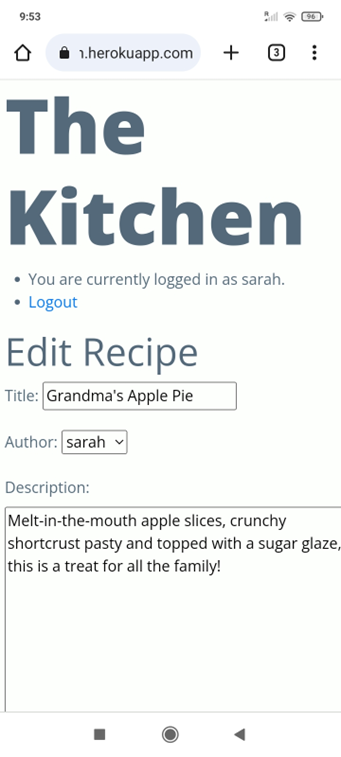 9:53
96
ı.herokuapp.com
3
The
Kitchen
You are currently logged in as sarah.
Logout
Edit Recipe
Title: Grandma's Apple Pie
Author: sarah
Description:
Melt-in-the-mouth apple slices, crunchy
shortcrust pasty and topped with a sugar glaze,
this is a treat for all the family!